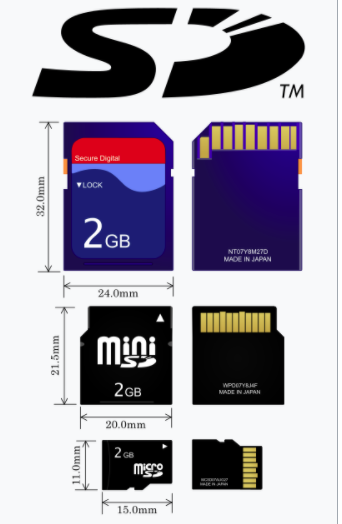 SD
TM
Secure Digital
▼LOCK
2GB
32.0mm
24.0mm
NT07Y8M27D
MADE IN JAPAN
mini
SD
2GB
21.5mm
20.0mm
MADE IN JAPAN
2GB
micro
SD
11.0mm
15.0mm
MADE IN JAPAN